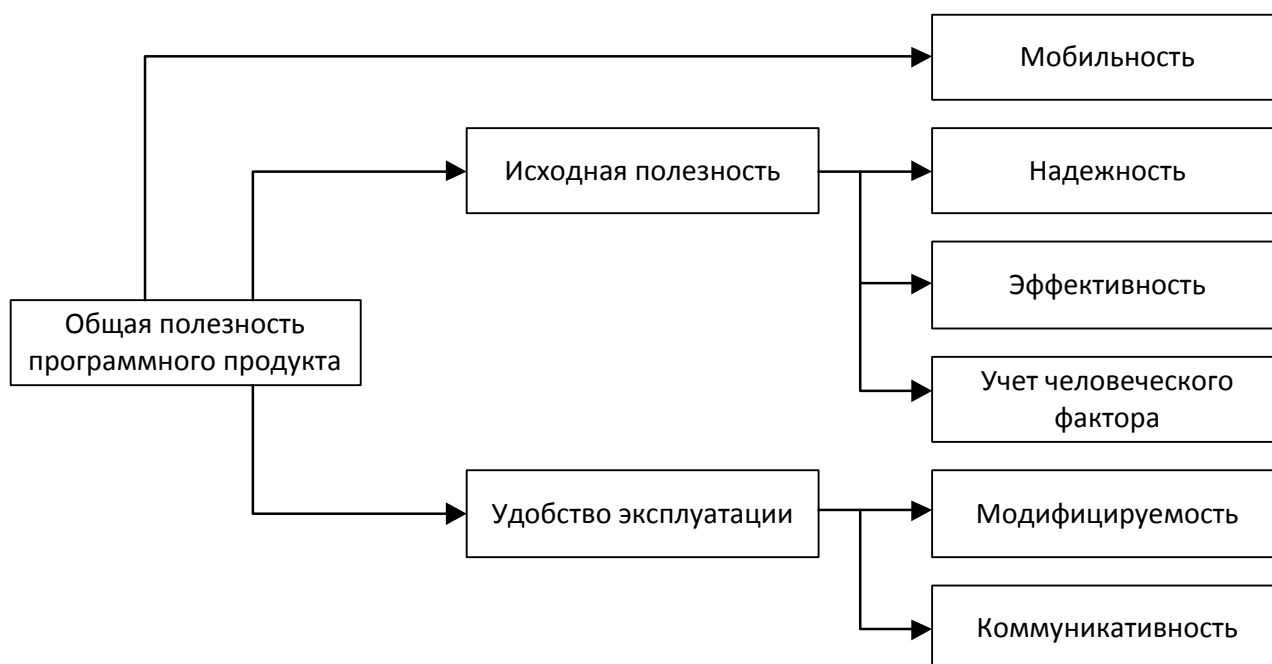 Мобильность
Исходная полезность
Надежность
Эффективность
Общая полезность
программного продукта
Учет человеческого
фактора
Удобство эксплуатации
Модифицируемость
Коммуникативность